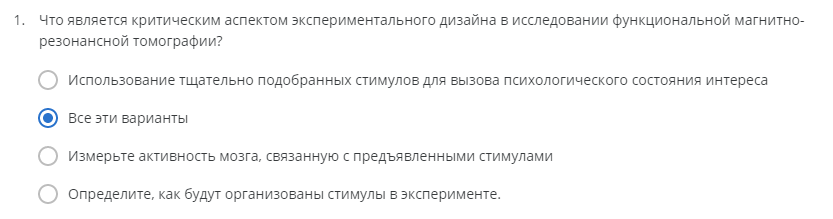 1. Что является критическим аспектом экспериментального дизайна в исследовании функциональной магнитно-
резонансной томографии?
Использование тщательно подобранных стимулов для вызова психологического состояния интереса
Все эти варианты
Измерьте активность мозга, связанную с предъявленными стимулами
Определите, как будут организованы стимулы в эксперименте.